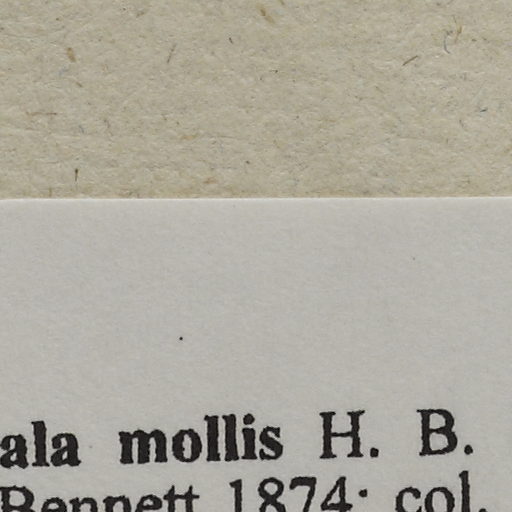 ala mollis H. B.
Bennett 1874· col.